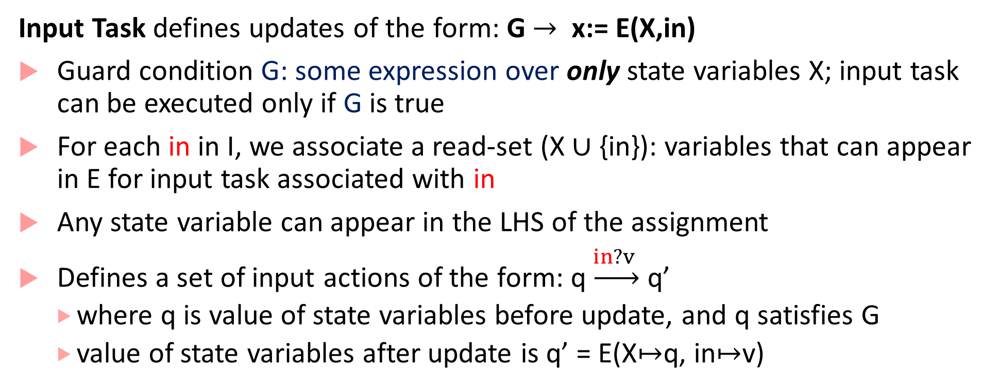 Input Task defines updates of the form: G → x:= E(X,in)
Guard condition G: some expression over only state variables X; input task
can be executed only if G is true
For each in in I, we associate a read-set (X ∪ {in}): variables that can appear
in E for input task associated with in
Any state variable can appear in the LHS of the assignment
Defines a set of input actions of the form: q —in?v→ q’
where q is value of state variables before update, and q satisfies G
value of state variables after update is q’ = E(X↦q, in↦v)